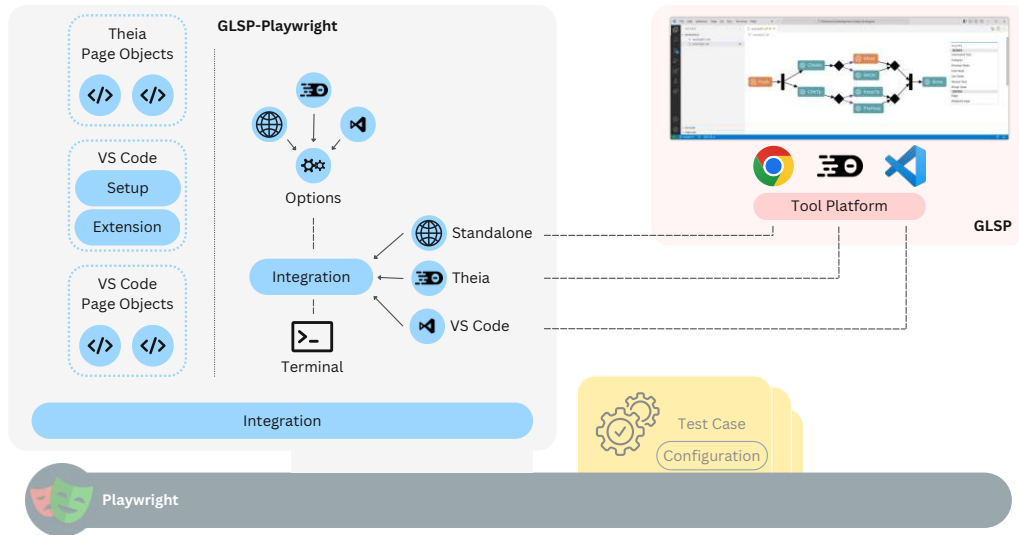 GLSP-Playwright
Theia
Page Objects
</>
</>
VS Code
Setup
Extension
VS Code
Page Objects
</>
</>
Options
Integration
Standalone
Theia
VS Code
>_
Terminal
Integration
Tool Platform
GLSP
Test Case
Configuration
Playwright